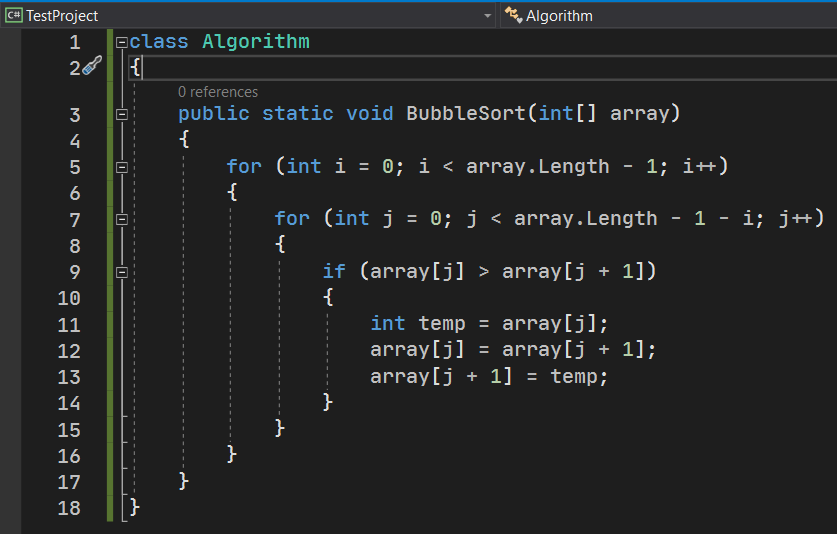 C# TestProject Algorithm
1 class Algorithm
2 {
0 references
3 public static void BubbleSort(int[] array)
4 {
5 for (int i = 0; i < array.Length - 1; i++)
6 {
7 for (int j = 0; j < array.Length - 1 - i; j++)
8 {
9 if (array[j] > array[j + 1])
10 {
11 int temp = array[j];
12 array[j] = array[j + 1];
13 array[j + 1] = temp;
14 }
15 }
16 }
17 }
18 }